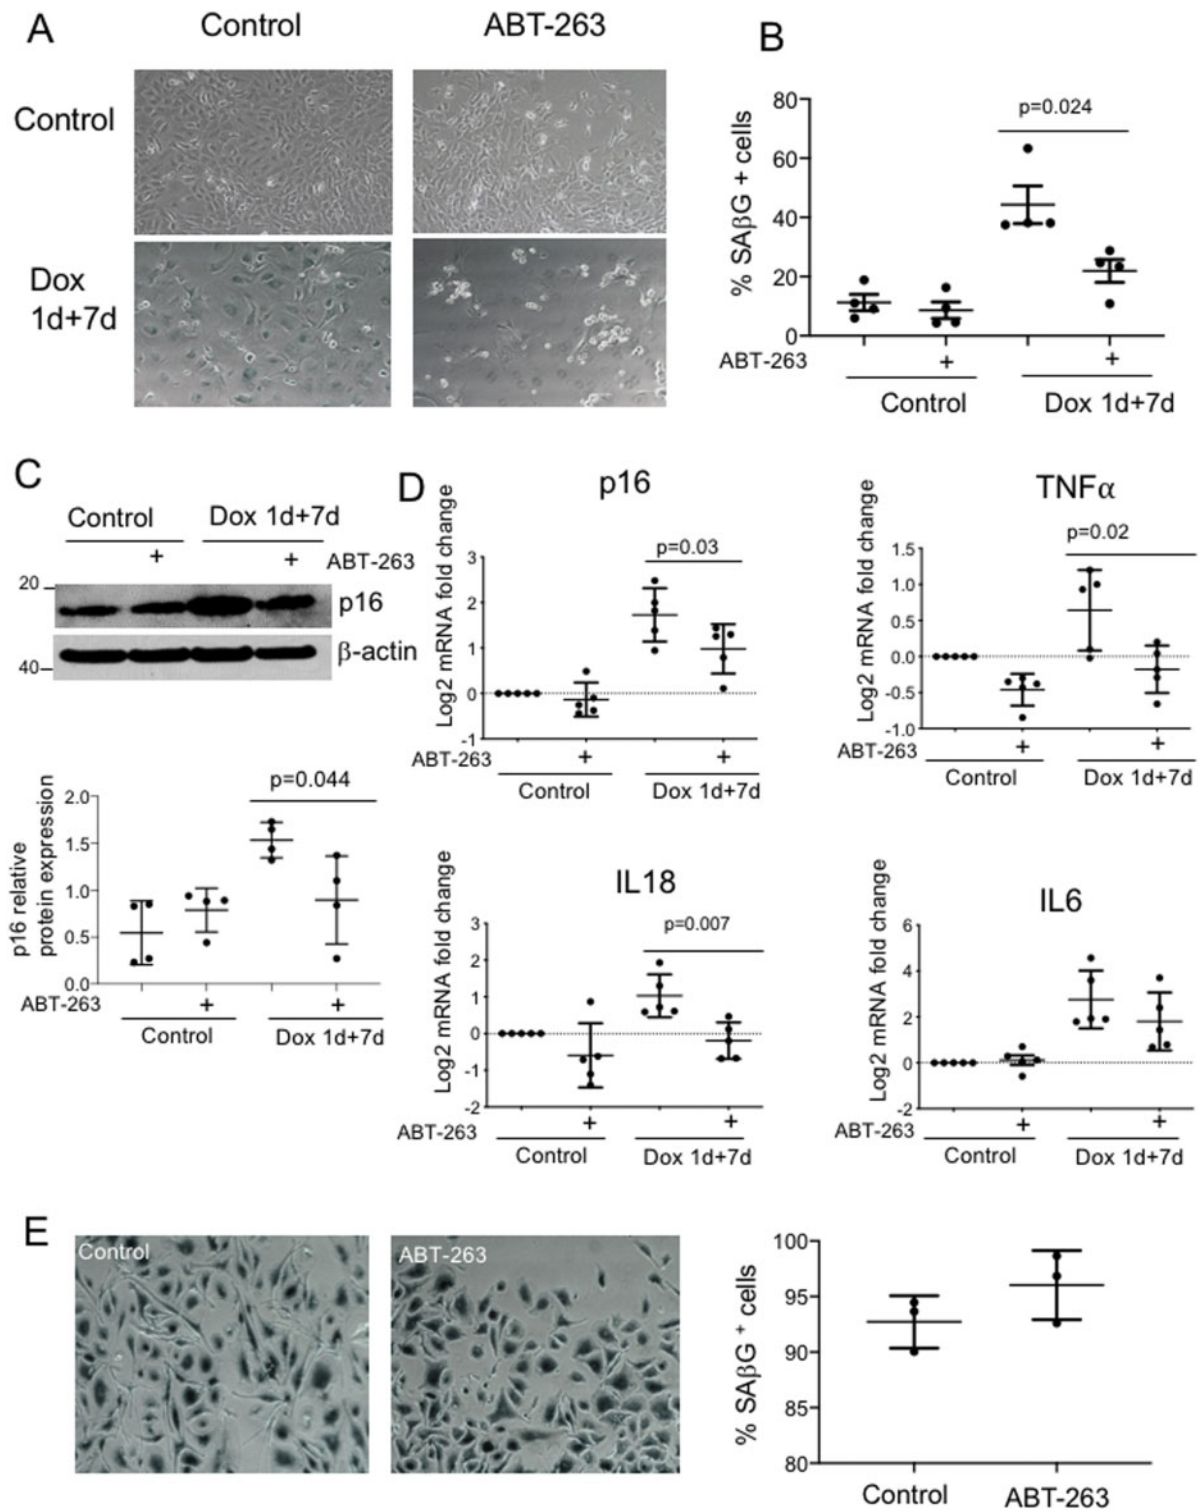 A
Control
ABT-263
Control
Dox
1d+7d
B
% SAβG + cells
80
60
40
20
0
p=0.024
ABT-263
+
+
Control
Dox 1d+7d
C
Control
Dox 1d+7d
+
+
ABT-263
20
p16
β-actin
40
p16 relative
protein expression
2.0
1.5
1.0
0.5
0.0
p=0.044
ABT-263
+
+
Control
Dox 1d+7d
D
p16
Log2 mRNA fold change
3
2
1
0
-1
p=0.03
ABT-263
+
+
Control
Dox 1d+7d
TNFα
Log2 mRNA fold change
1.5
1.0
0.5
0.0
-0.5
-1.0
p=0.02
ABT-263
+
+
Control
Dox 1d+7d
IL18
Log2 mRNA fold change
3
2
1
0
-1
-2
p=0.007
ABT-263
+
+
Control
Dox 1d+7d
IL6
Log2 mRNA fold change
6
4
2
0
-2
ABT-263
+
+
Control
Dox 1d+7d
E
Control
ABT-263
% SAβG + cells
100
95
90
85
80
Control
ABT-263